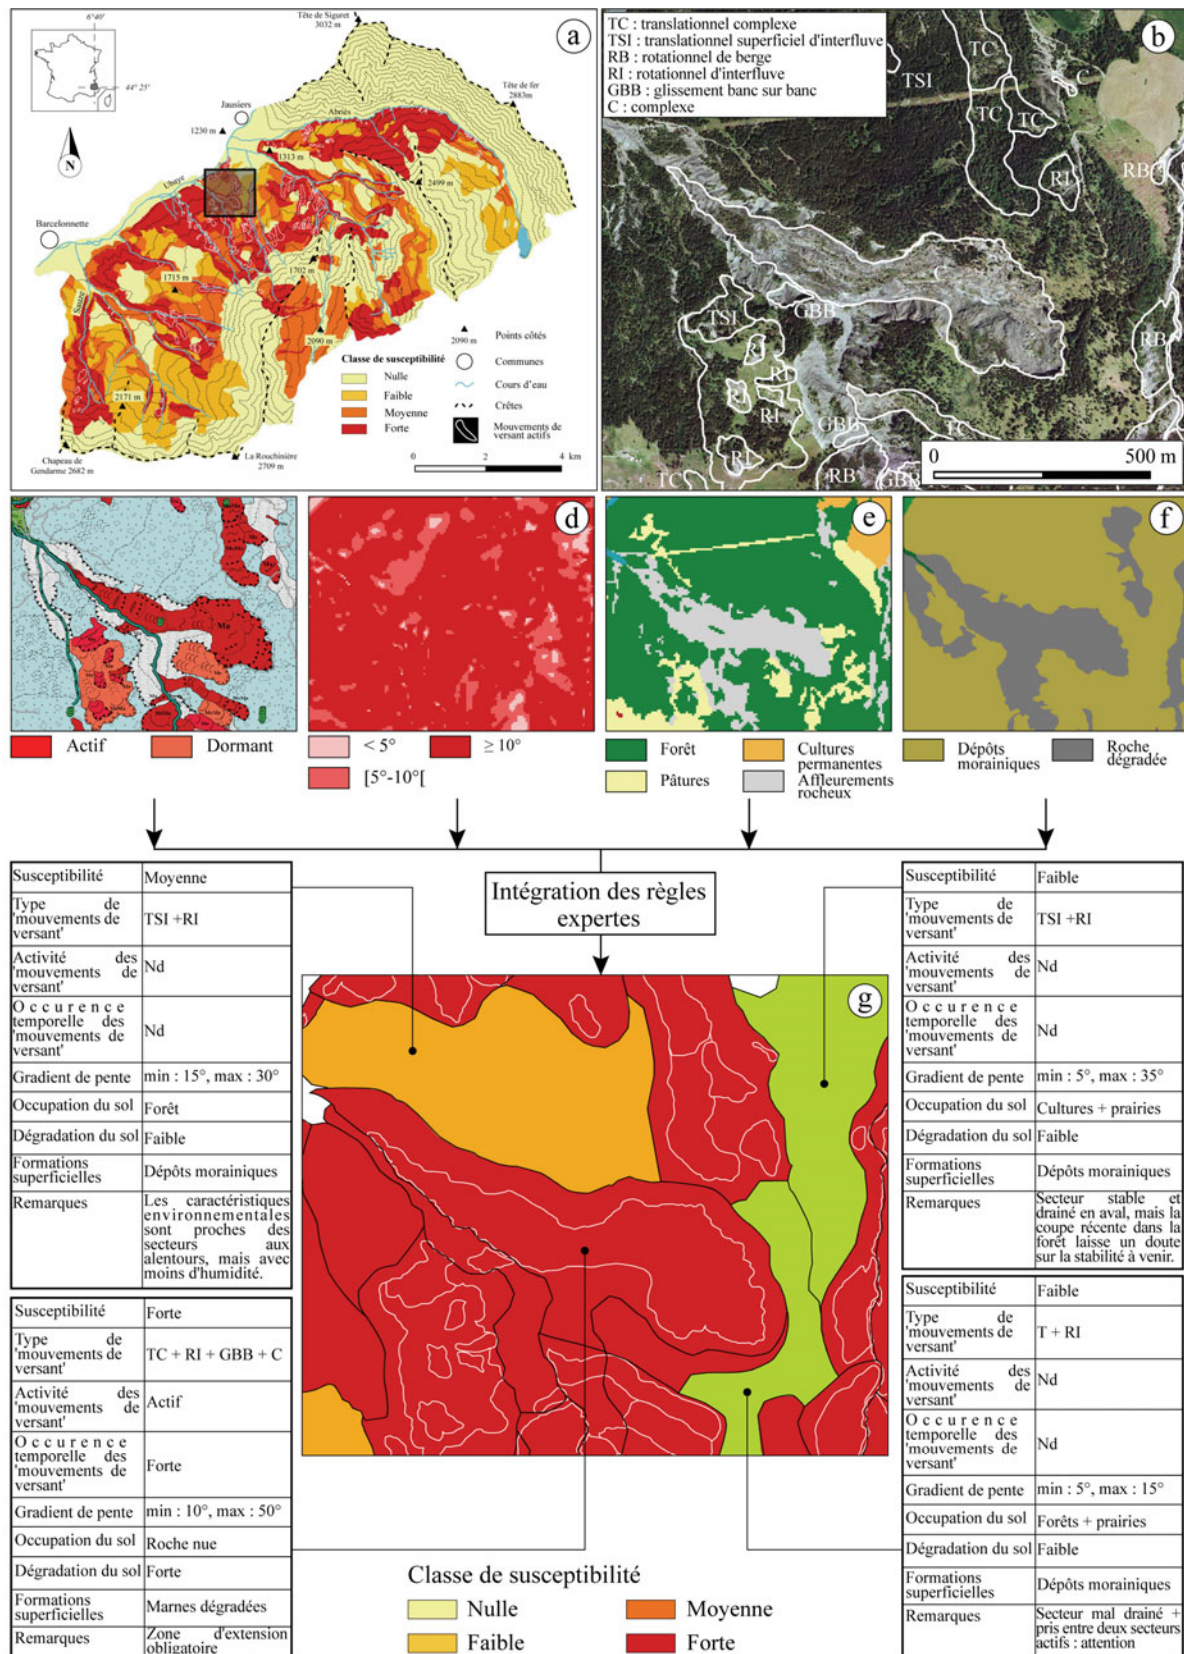 6°40'
Tête de Siguret
3032 m
a
44° 25'
Tête de fer
2883m
Jausiers
Abriès
1230 m
1313 m
N
2499 m
Ubaye
Barcelonnette
1702 m
1715 m
Sauze
2090 m
2171 m
Chapeau de
Gendarme 2682 m
La Rouchinière
2709 m
Classe de susceptibilité
Nulle
Faible
Moyenne
Forte
2090 m
Points côtés
Communes
Cours d'eau
Crêtes
Mouvements de
versant actifs
0 2 4 km
TC : translationnel complexe
TSI : translationnel superficiel d'interfluve
RB : rotationnel de berge
RI : rotationnel d'interfluve
GBB : glissement banc sur banc
C : complexe
b
TSI
TC
C
TC
TC
RI
RB
C
TSI
GBB
RI
RI
RI
RI
RB
GBB
TC
TC
RB
GBB
0 500 m
Actif
Dormant
d
< 5°
≥ 10°
[5°-10°[
e
Forêt
Cultures
permanentes
Pâtures
Affleurements
rocheux
f
Dépôts
morainiques
Roche
dégradée
Intégration des règles
expertes
Susceptibilité Moyenne
Type de
'mouvements de
versant'
TSI +RI
Activité des
'mouvements de
versant'
Nd
Occurence
temporelle des
'mouvements de
versant'
Nd
Gradient de pente min : 15°, max : 30°
Occupation du sol Forêt
Dégradation du sol Faible
Formations
superficielles
Dépôts morainiques
Remarques
Les caractéristiques
environnementales
sont proches des
secteurs aux
alentours, mais avec
moins d'humidité.
Susceptibilité Forte
Type de
'mouvements de
versant'
TC + RI + GBB + C
Activité des
'mouvements de
versant'
Actif
Occurence
temporelle des
'mouvements de
versant'
Forte
Gradient de pente min : 10°, max : 50°
Occupation du sol Roche nue
Dégradation du sol Forte
Formations
superficielles
Marnes dégradées
Remarques
Zone d'extension
obligatoire
g
Susceptibilité Faible
Type de
'mouvements de
versant'
TSI +RI
Activité des
'mouvements de
versant'
Nd
Occurence
temporelle des
'mouvements de
versant'
Nd
Gradient de pente min : 5°, max : 35°
Occupation du sol Cultures + prairies
Dégradation du sol Faible
Formations
superficielles
Dépôts morainiques
Remarques
Secteur stable et
drainé en aval, mais la
coupe récente dans la
forêt laisse un doute
sur la stabilité à venir.
Susceptibilité Faible
Type de
'mouvements de
versant'
T + RI
Activité des
'mouvements de
versant'
Nd
Occurence
temporelle des
'mouvements de
versant'
Nd
Gradient de pente min : 5°, max : 15°
Occupation du sol Forêts + prairies
Dégradation du sol Faible
Formations
superficielles
Dépôts morainiques
Remarques
Secteur mal drainé +
pris entre deux secteurs
actifs : attention
Classe de susceptibilité
Nulle
Moyenne
Faible
Forte